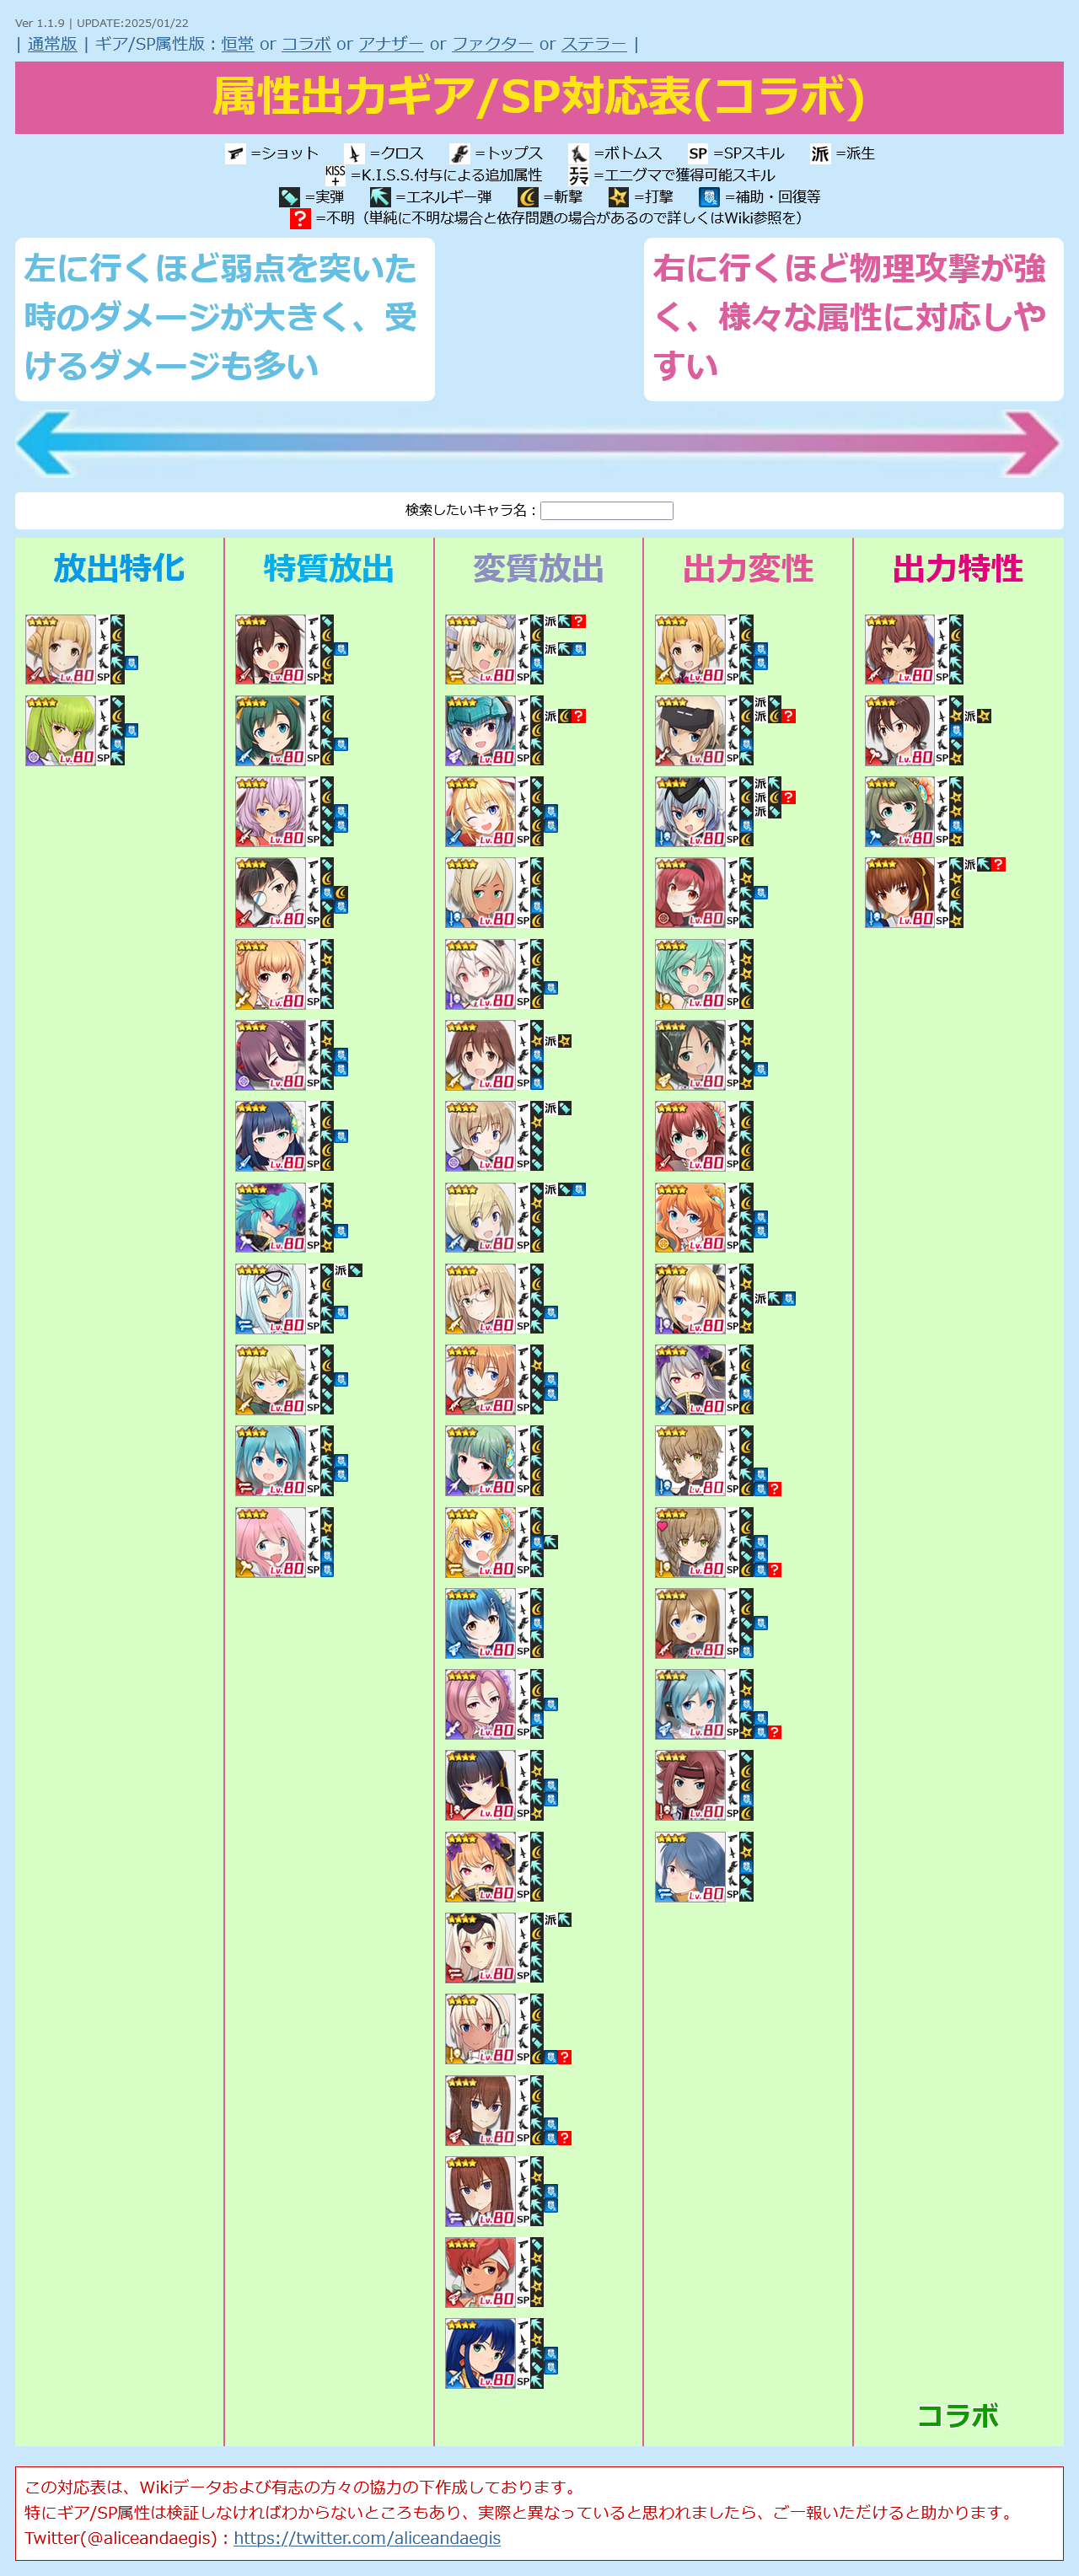 Ver 1.1.9 | UPDATE:2025/01/22
| 通常版 | ギア/SP属性版 : 恒常 or コラボ or アナザー or ファクター or ステラー |
属性出力ギア/SP対応表(コラボ)
=ショット =クロス =トップス =ボトムス SP =SPスキル 派 =派生
KISS+ =K.I.S.S.付与による追加属性 エニグマ =エニグマで獲得可能スキル
=実弾 =エネルギー弾 =斬撃 =打撃 =補助・回復等
? =不明（単純に不明な場合と依存問題の場合があるので詳しくはWiki参照を）
左に行くほど弱点を突いた
時のダメージが大きく、受
けるダメージも多い
右に行くほど物理攻撃が強
く、様々な属性に対応しや
すい
検索したいキャラ名 :
放出特化 特質放出 変質放出 出力変性 出力特性
コラボ
この対応表は、Wikiデータおよび有志の方々の協力の下作成しております。
特にギア/SP属性は検証しなければわからないところもあり、実際と異なっていると思われましたら、ご一報いただけると助かります。
Twitter(@aliceandaegis) : https://twitter.com/aliceandaegis